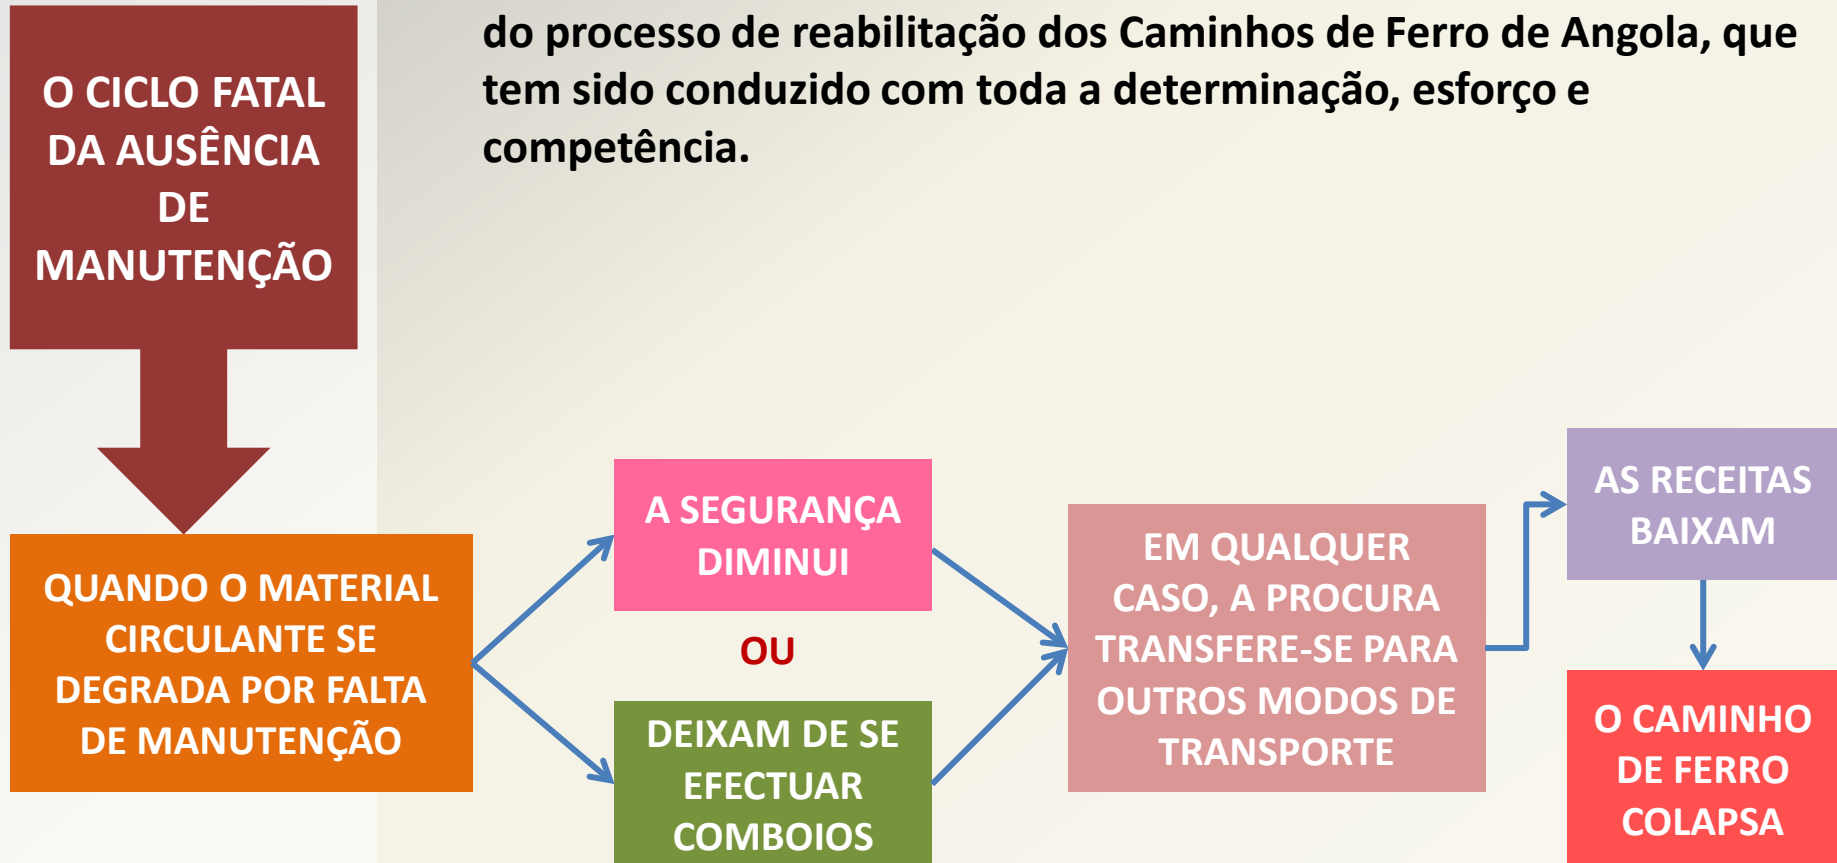 do processo de reabilitação dos Caminhos de Ferro de Angola, que
tem sido conduzido com toda a determinação, esforço e
competência.
O CICLO FATAL
DA AUSÊNCIA
DE
MANUTENÇÃO
QUANDO O MATERIAL
CIRCULANTE SE
DEGRADA POR FALTA
DE MANUTENÇÃO
A SEGURANÇA
DIMINUI
OU
DEIXAM DE SE
EFECTUAR
COMBOIOS
EM QUALQUER
CASO, A PROCURA
TRANSFERE-SE PARA
OUTROS MODOS DE
TRANSPORTE
AS RECEITAS
BAIXAM
O CAMINHO
DE FERRO
COLAPSA